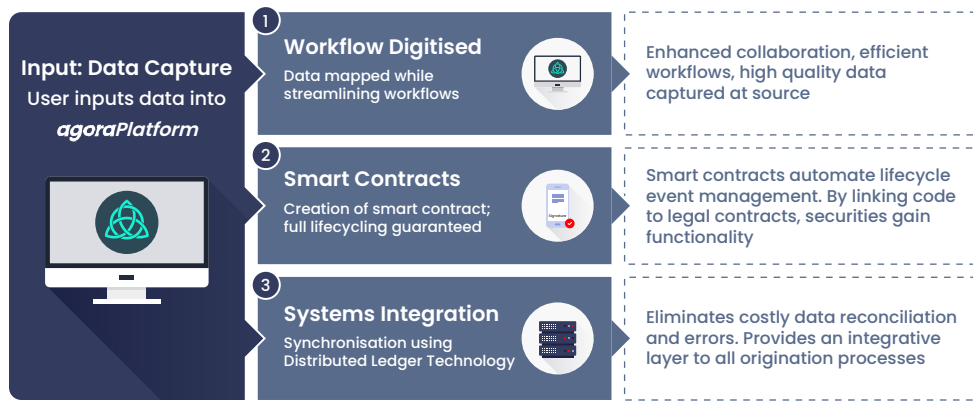 Input: Data Capture
User inputs data into
agoraPlatform
1
Workflow Digitised
Data mapped while
streamlining workflows
Enhanced collaboration, efficient
workflows, high quality data
captured at source
2
Smart Contracts
Creation of smart contract;
full lifecycling guaranteed
Signature
Smart contracts automate lifecycle
event management. By linking code
to legal contracts, securities gain
functionality
3
Systems Integration
Synchronisation using
Distributed Ledger Technology
Eliminates costly data reconciliation
and errors. Provides an integrative
layer to all origination processes